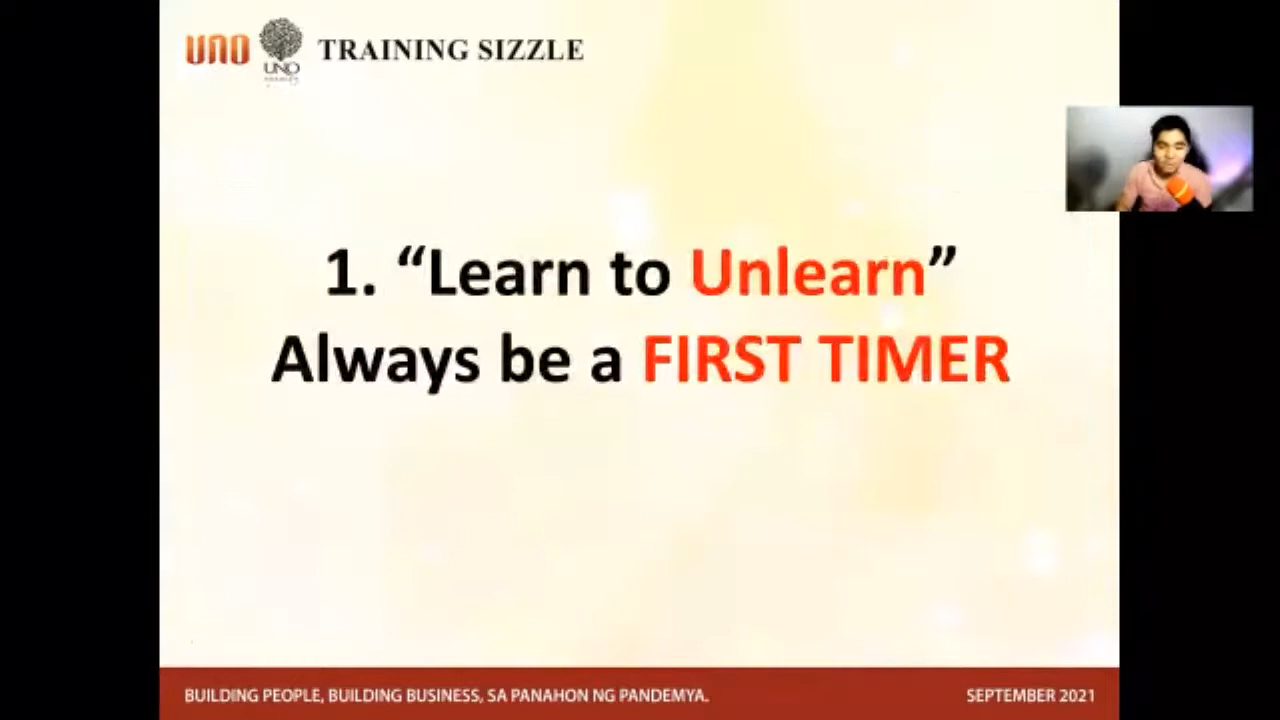 UNO
UNO
TRAINING SIZZLE
1. “Learn to Unlearn”
Always be a FIRST TIMER
BUILDING PEOPLE, BUILDING BUSINESS, SA PANAHON NG PANDEMYA.
SEPTEMBER 2021